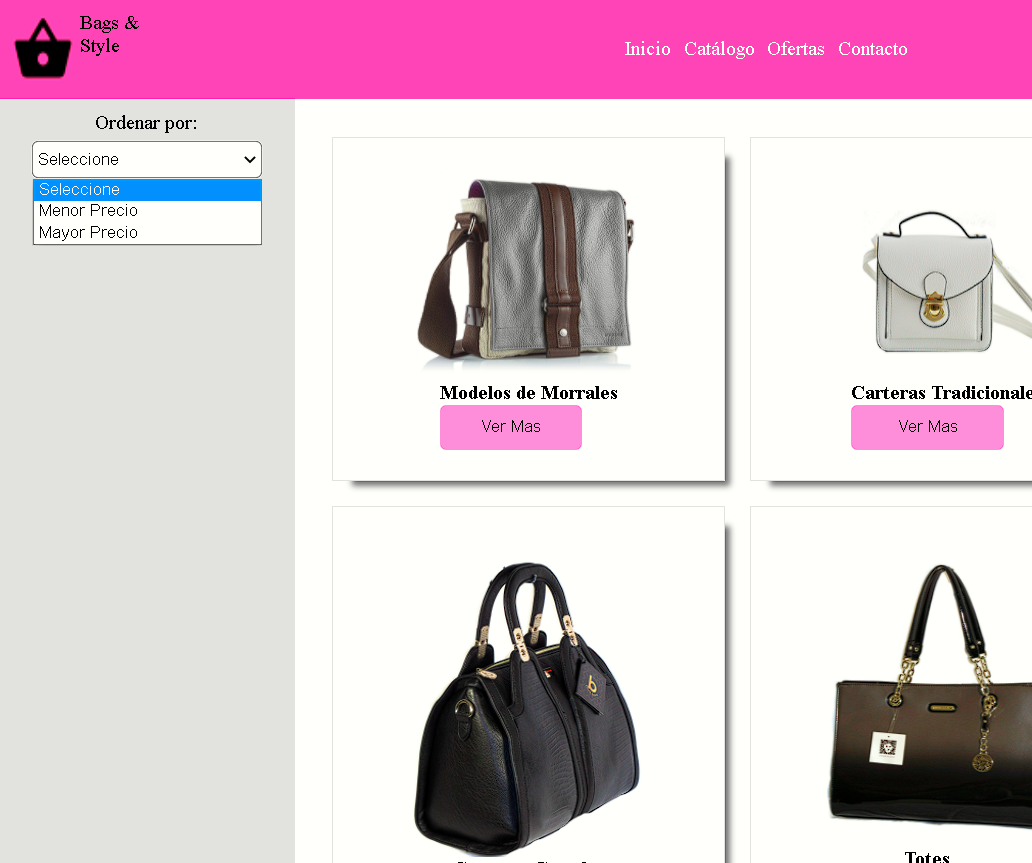 Bags &
Style
Inicio Catálogo Ofertas Contacto
Ordenar por:
Seleccione
Seleccione
Menor Precio
Mayor Precio
Modelos de Morrales
Ver Mas
Carteras Tradicionale
Ver Mas
Totes